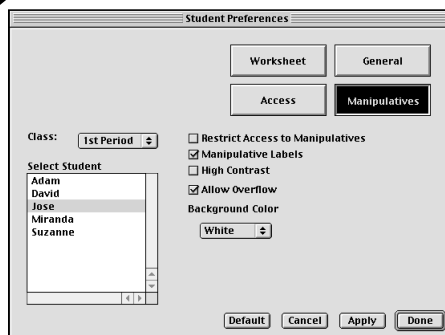 Student Preferences
Worksheet
General
Access
Manipulatives
Class:
1st Period
Restrict Access to Manipulatives
Manipulative Labels
High Contrast
Allow Overflow
Select Student
Adam
David
Jose
Miranda
Suzanne
Background Color
White
Default
Cancel
Apply
Done